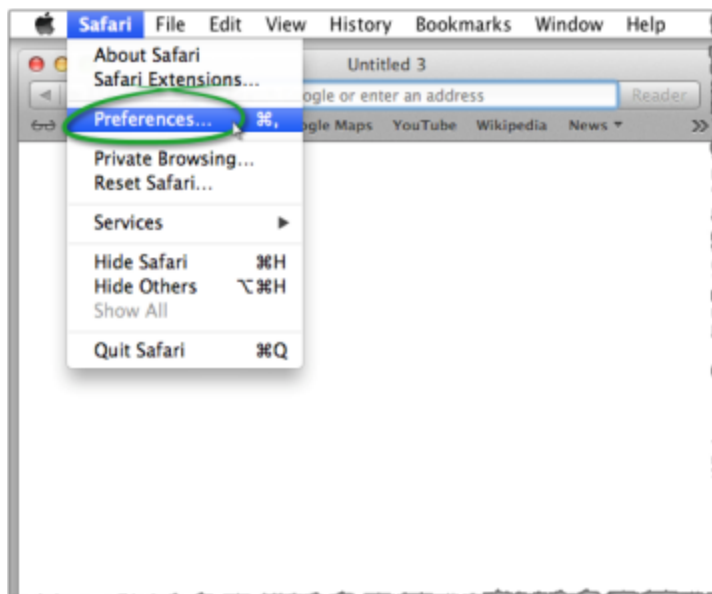 Safari File Edit View History Bookmarks Window Help
Untitled 3
ogle or enter an address Reader
gle Maps YouTube Wikipedia News
About Safari
Safari Extensions...
Preferences... ⌘,
Private Browsing...
Reset Safari...
Services
Hide Safari ⌘H
Hide Others ⌥⌘H
Show All
Quit Safari ⌘Q